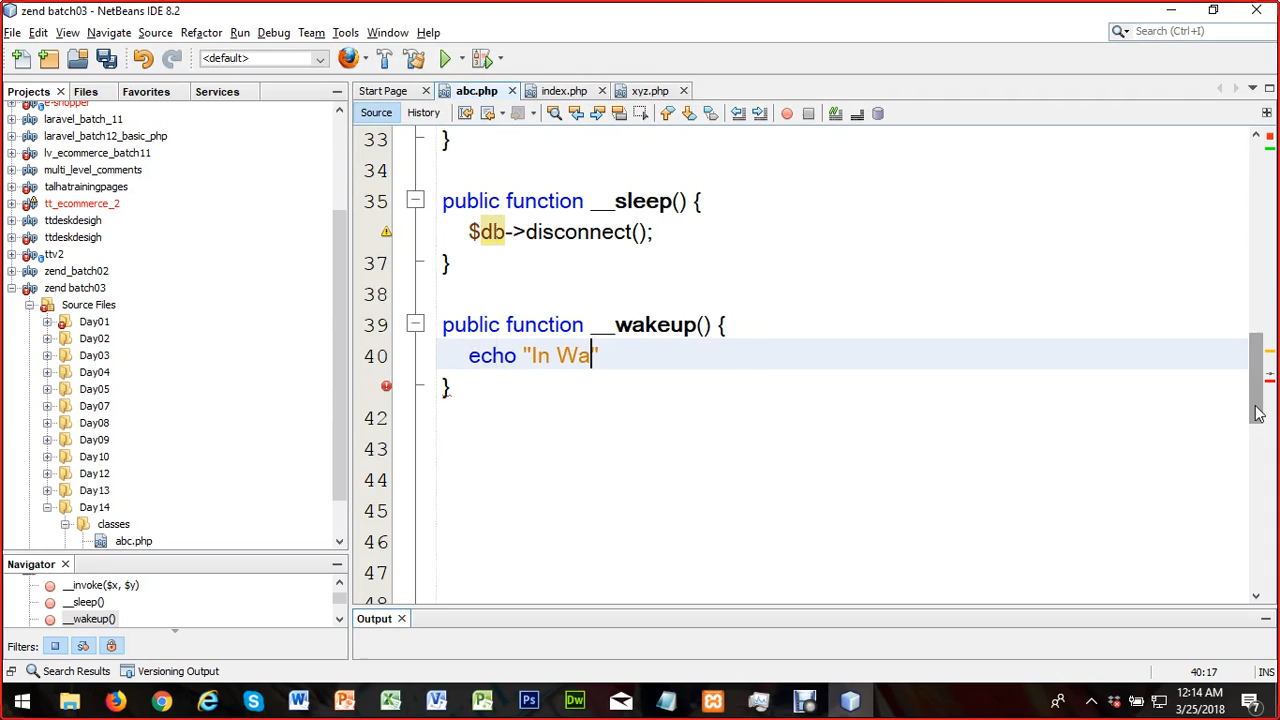 zend batch03 - NetBeans IDE 8.2
File Edit View Navigate Source Refactor Run Debug Team Tools Window Help
Search (Ctrl+I)
<default>
Projects Files Favorites Services
Start Page abc.php index.php xyz.php
Source History
e-shopper
laravel_batch_11
laravel_batch12_basic_php
lv_ecommerce_batch11
multi_level_comments
talhatrainingpages
tt_ecommerce_2
ttdeskdesigh
ttdeskdesigh
ttv2
zend_batch02
zend batch03
Source Files
Day01
Day02
Day03
Day04
Day05
Day07
Day08
Day09
Day10
Day12
Day13
Day14
classes
abc.php
33 }
34
35 public function __sleep() {
$db->disconnect();
37 }
38
39 public function __wakeup() {
40 echo "In Wa"
}
42
43
44
45
46
47
48
Navigator
__invoke($x, $y)
__sleep()
__wakeup()
Filters:
Output
Search Results Versioning Output
40:17 INS
12:14 AM
3/25/2018
7